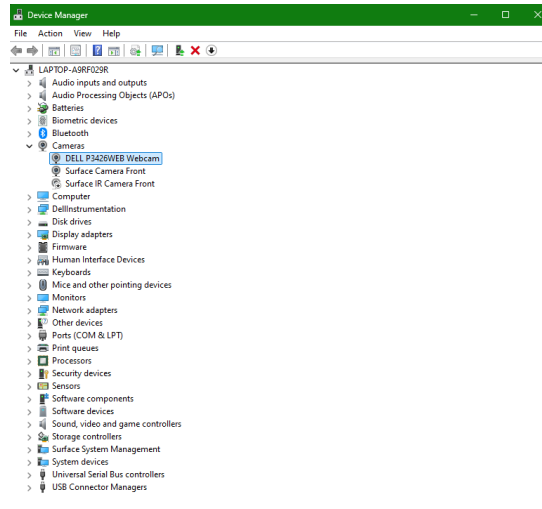 Device Manager
File Action View Help
LAPTOP-A9RF029R
Audio inputs and outputs
Audio Processing Objects (APOs)
Batteries
Biometric devices
Bluetooth
Cameras
DELL P3426WEB Webcam
Surface Camera Front
Surface IR Camera Front
Computer
DellInstrumentation
Disk drives
Display adapters
Firmware
Human Interface Devices
Keyboards
Mice and other pointing devices
Monitors
Network adapters
Other devices
Ports (COM & LPT)
Print queues
Processors
Security devices
Sensors
Software components
Software devices
Sound, video and game controllers
Storage controllers
Surface System Management
System devices
Universal Serial Bus controllers
USB Connector Managers